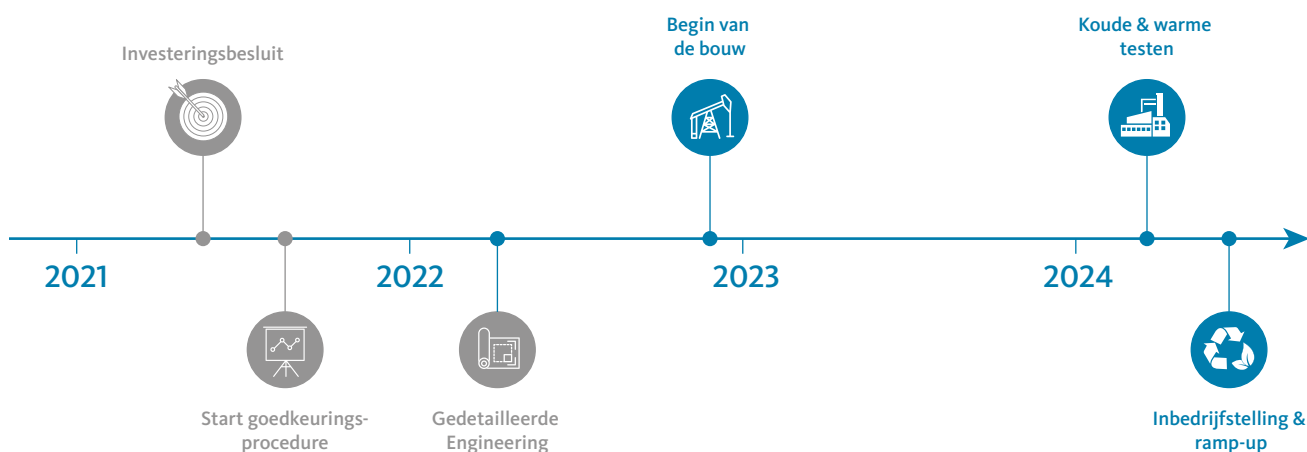 Investeringsbesluit
Begin van
de bouw
Koude & warme
testen
2021
2022
2023
2024
Start goedkeurings-
procedure
Gedetailleerde
Engineering
Inbedrijfstelling &
ramp-up